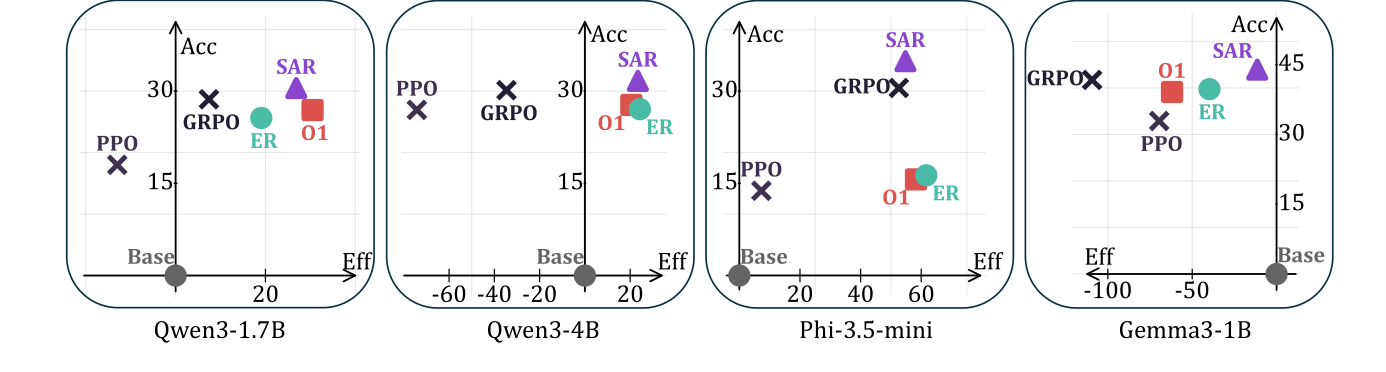 Acc
30
15
SAR
GRPO
ER
O1
PPO
Base
Eff
20
Qwen3-1.7B
Acc
30
15
PPO
GRPO
SAR
O1
ER
Base
Eff
-60 -40 -20 20
Qwen3-4B
Acc
30
15
SAR
GRPO
PPO
O1
ER
Base
Eff
20 40 60
Phi-3.5-mini
Acc
45
30
15
SAR
GRPO
O1
ER
PPO
Base
Eff
-100 -50
Gemma3-1B